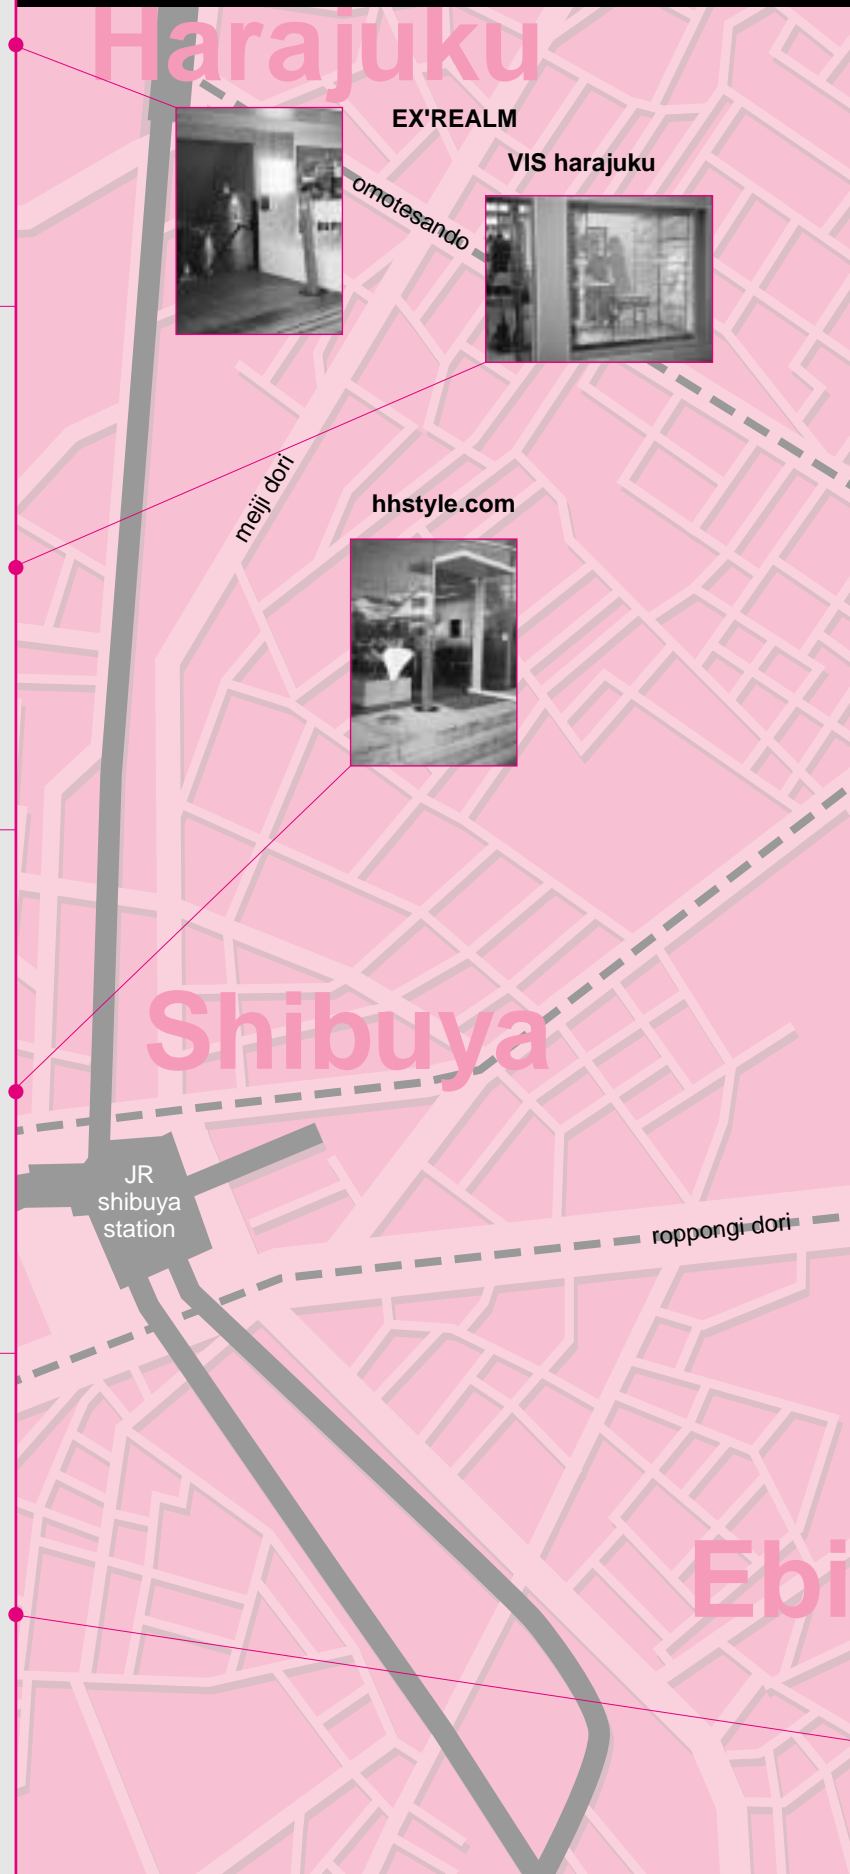 Harajuku
EX'REALM
VIS harajuku
omotesando
meiji dori
hhstyle.com
Shibuya
JR
shibuya
station
roppongi dori
Ebi